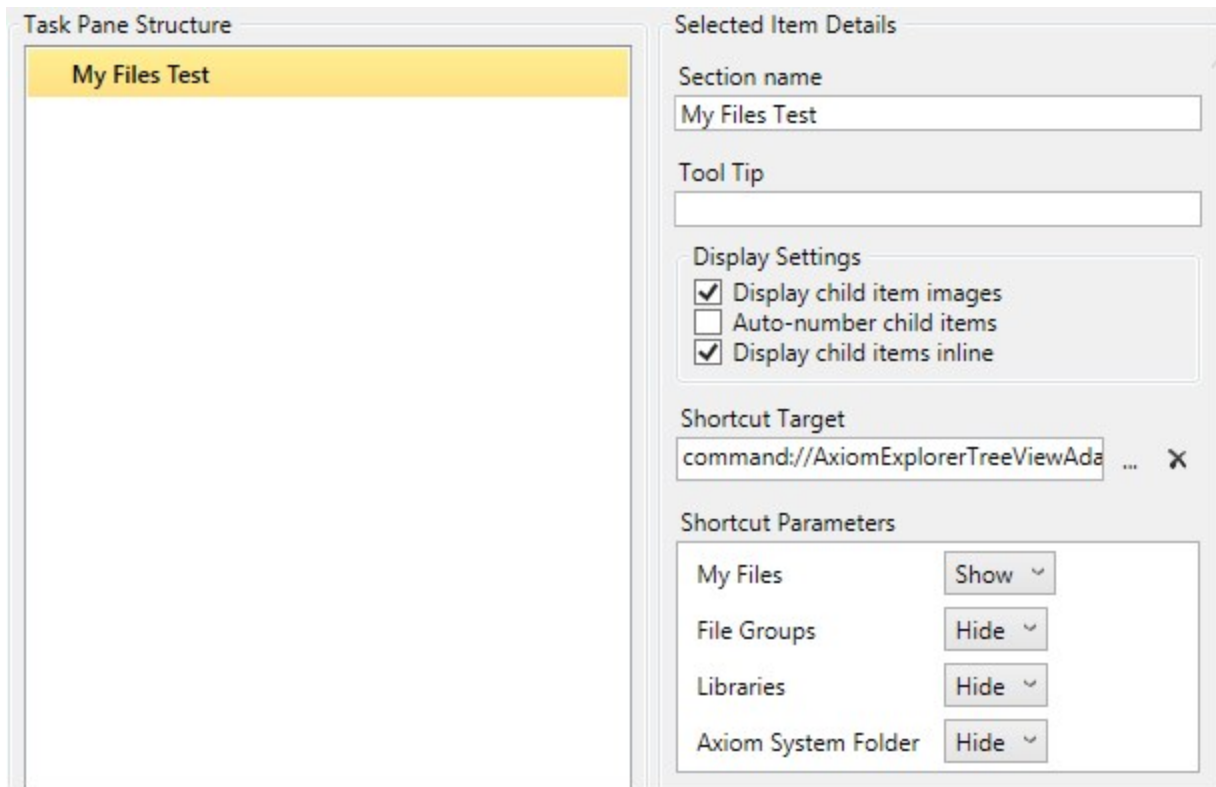 Task Pane Structure
My Files Test
Selected Item Details
Section name
My Files Test
Tool Tip
Display Settings
Display child item images
Auto-number child items
Display child items inline
Shortcut Target
command://AxiomExplorerTreeViewAda ...
Shortcut Parameters
My Files Show
File Groups Hide
Libraries Hide
Axiom System Folder Hide